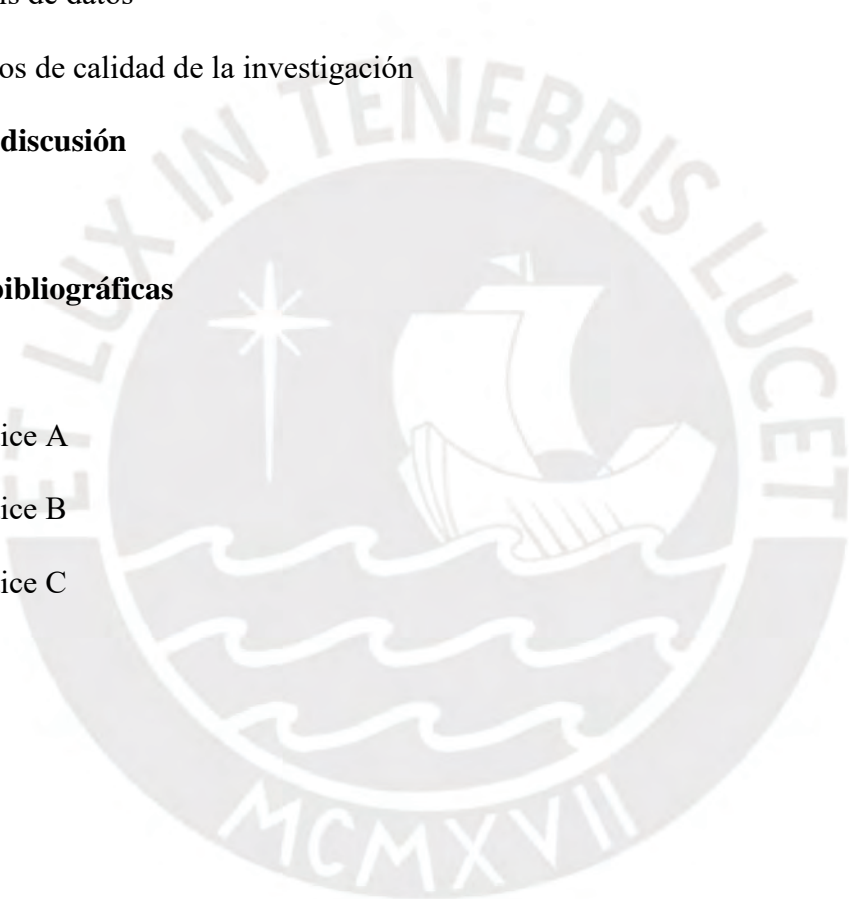 is de datos
os de calidad de la investigación
discusión
bibliográficas
ice A
ice B
ice C
ET LUX IN TENEBRIS LUCET
MCMXVII